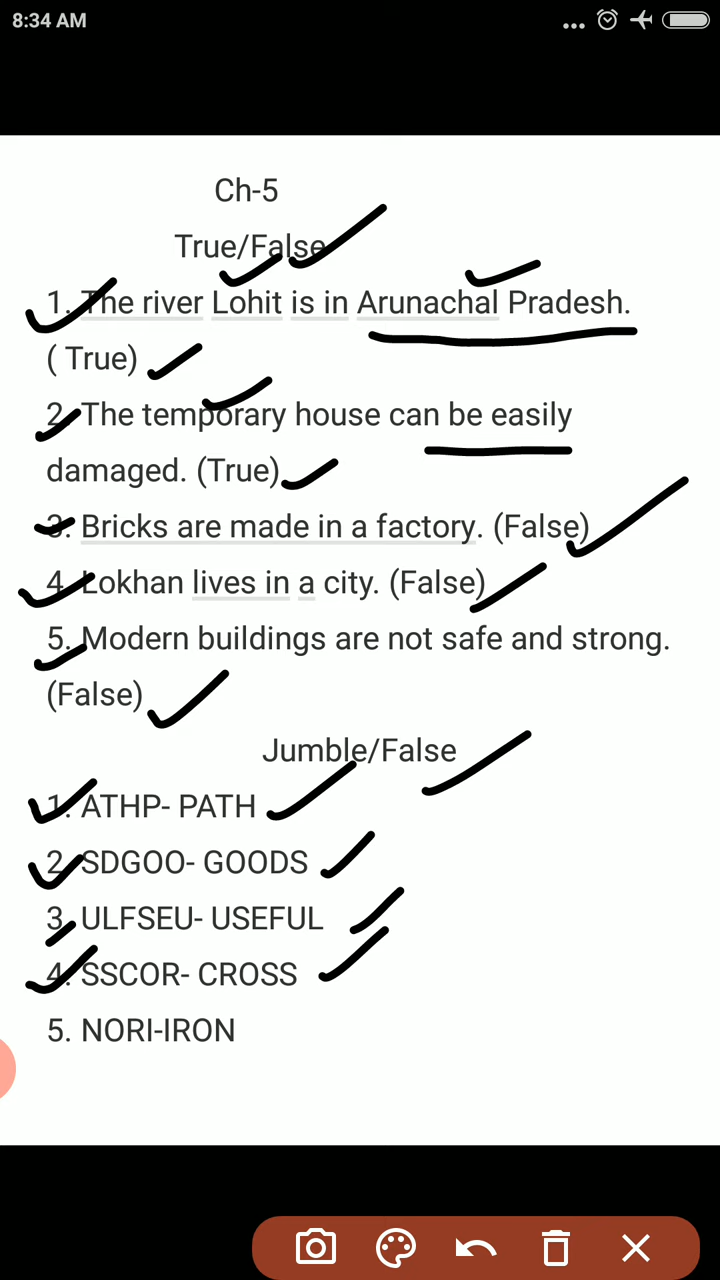 8:34 AM
Ch-5
True/False
1. The river Lohit is in Arunachal Pradesh.
( True)
2. The temporary house can be easily
damaged. (True)
3. Bricks are made in a factory. (False)
4. Lokhan lives in a city. (False)
5. Modern buildings are not safe and strong.
(False)
Jumble/False
1. ATHP- PATH
2. SDGOO- GOODS
3. ULFSEU- USEFUL
4. SSCOR- CROSS
5. NORI-IRON